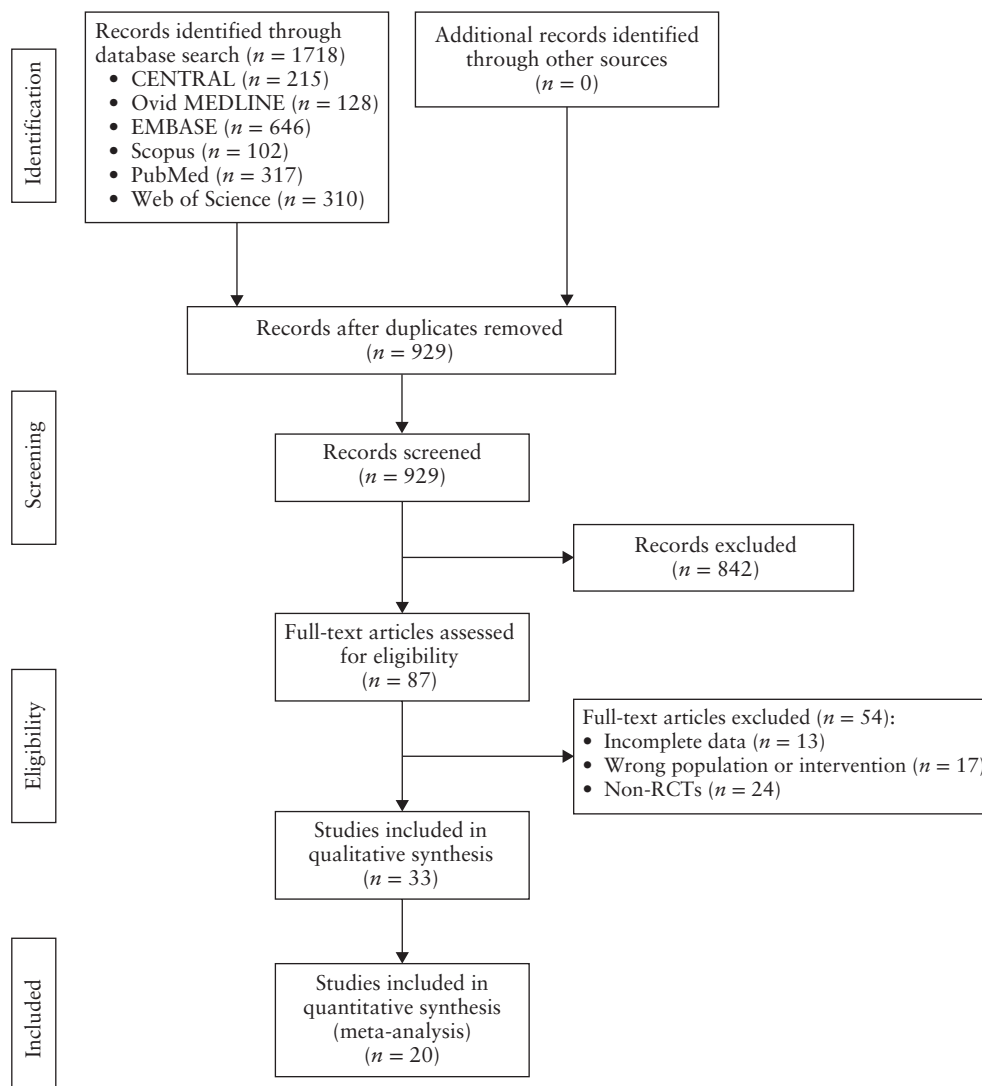 Identification
Records identified through
database search (n = 1718)
• CENTRAL (n = 215)
• Ovid MEDLINE (n = 128)
• EMBASE (n = 646)
• Scopus (n = 102)
• PubMed (n = 317)
• Web of Science (n = 310)
Additional records identified
through other sources
(n = 0)
Records after duplicates removed
(n = 929)
Screening
Records screened
(n = 929)
Records excluded
(n = 842)
Eligibility
Full-text articles assessed
for eligibility
(n = 87)
Full-text articles excluded (n = 54):
• Incomplete data (n = 13)
• Wrong population or intervention (n = 17)
• Non-RCTs (n = 24)
Studies included in
qualitative synthesis
(n = 33)
Included
Studies included in
quantitative synthesis
(meta-analysis)
(n = 20)